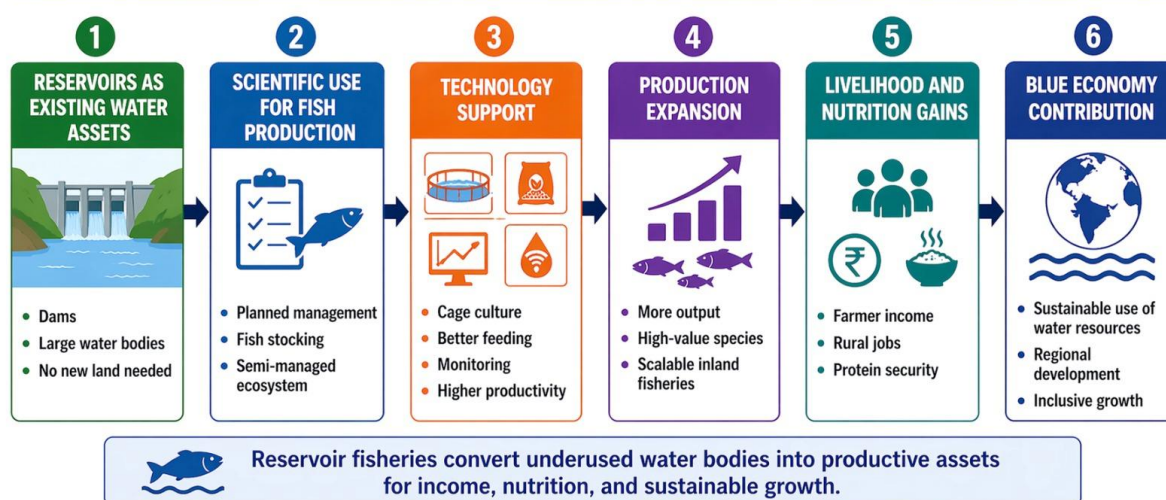 1
RESERVOIRS AS
EXISTING WATER
ASSETS
• Dams
• Large water bodies
• No new land needed
2
SCIENTIFIC USE
FOR FISH
PRODUCTION
• Planned management
• Fish stocking
• Semi-managed
ecosystem
3
TECHNOLOGY
SUPPORT
• Cage culture
• Better feeding
• Monitoring
• Higher productivity
4
PRODUCTION
EXPANSION
• More output
• High-value species
• Scalable inland
fisheries
5
LIVELIHOOD AND
NUTRITION GAINS
₹
• Farmer income
• Rural jobs
• Protein security
6
BLUE ECONOMY
CONTRIBUTION
• Sustainable use of
water resources
• Regional
development
• Inclusive growth
Reservoir fisheries convert underused water bodies into productive assets
for income, nutrition, and sustainable growth.